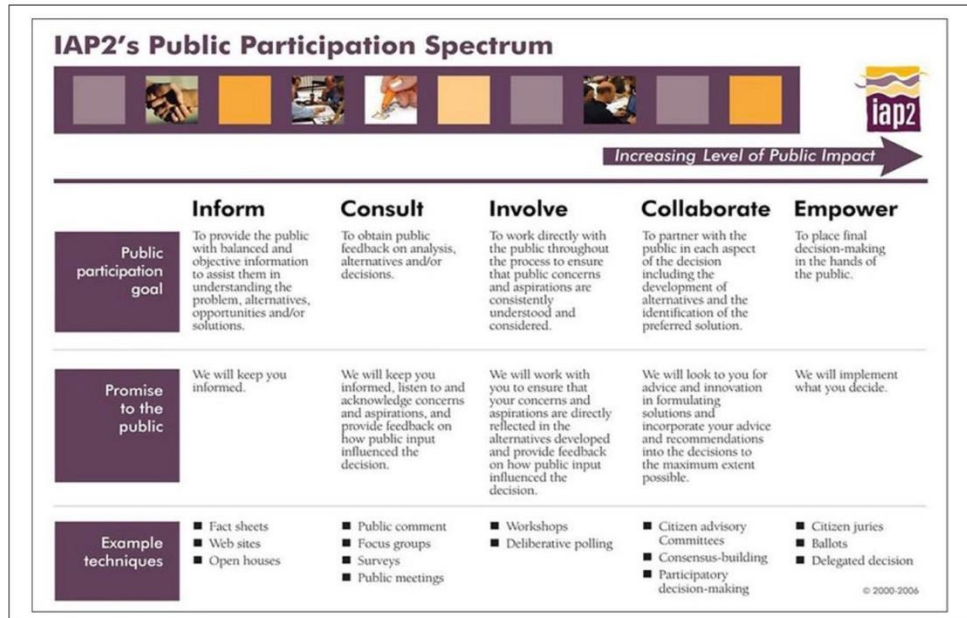 IAP2's Public Participation Spectrum
iap2
Increasing Level of Public Impact
Inform
Consult
Involve
Collaborate
Empower
Public
participation
goal
To provide the public
with balanced and
objective information
to assist them in
understanding the
problem, alternatives,
opportunities and/or
solutions.
To obtain public
feedback on analysis,
alternatives and/or
decisions.
To work directly with
the public throughout
the process to ensure
that public concerns
and aspirations are
consistently
understood and
considered.
To partner with the
public in each aspect
of the decision
including the
development of
alternatives and the
identification of the
preferred solution.
To place final
decision-making
in the hands of
the public.
Promise
to the
public
We will keep you
informed.
We will keep you
informed, listen to and
acknowledge concerns
and aspirations, and
provide feedback on
how public input
influenced the
decision.
We will work with
you to ensure that
your concerns and
aspirations are directly
reflected in the
alternatives developed
and provide feedback
on how public input
influenced the
decision.
We will look to you for
advice and innovation
in formulating
solutions and
incorporate your advice
and recommendations
into the decisions to
the maximum extent
possible.
We will implement
what you decide.
Example
techniques
■ Fact sheets
■ Web sites
■ Open houses
■ Public comment
■ Focus groups
■ Surveys
■ Public meetings
■ Workshops
■ Deliberative polling
■ Citizen advisory
Committees
■ Consensus-building
■ Participatory
decision-making
■ Citizen juries
■ Ballots
■ Delegated decision
© 2000-2006